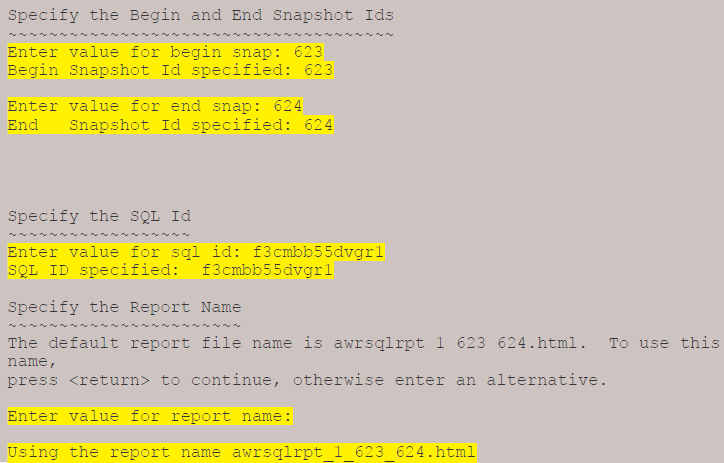 Specify the Begin and End Snapshot Ids
~~~~~~~~~~~~~~~~~~~~~~~~~~~~~~~~~~~~~~
Enter value for begin snap: 623
Begin Snapshot Id specified: 623
Enter value for end snap: 624
End   Snapshot Id specified: 624
Specify the SQL Id
~~~~~~~~~~~~~~~~~~
Enter value for sql id: f3cmbb55dvgr1
SQL ID specified:  f3cmbb55dvgr1
Specify the Report Name
~~~~~~~~~~~~~~~~~~~~~~~
The default report file name is awrsqlrpt 1 623 624.html.  To use this
name,
press <return> to continue, otherwise enter an alternative.
Enter value for report name:
Using the report name awrsqlrpt_1_623_624.html